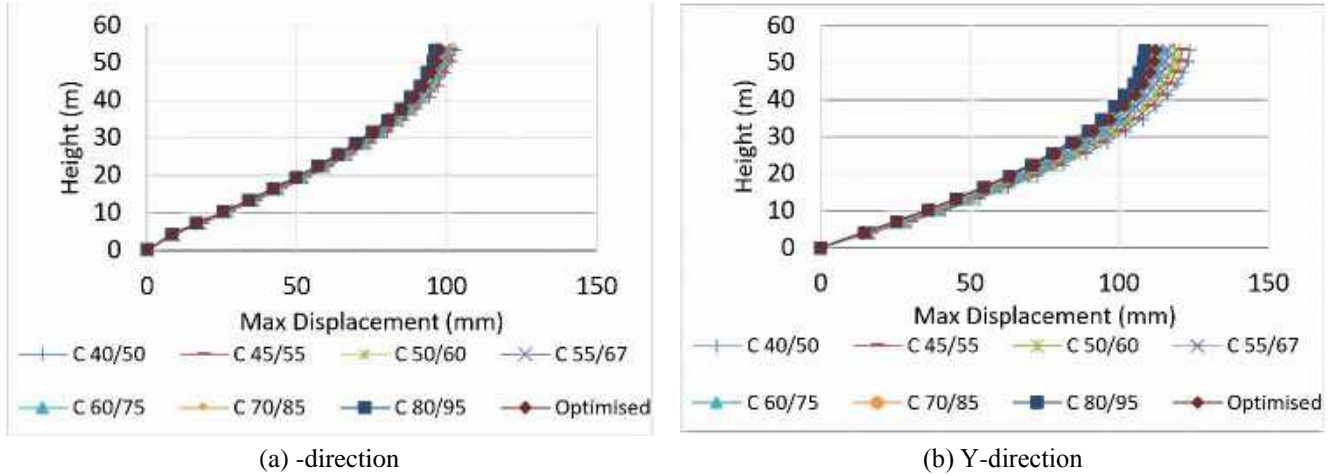 60
50
40
30
20
10
0
Height (m)
0 50 100 150
Max Displacement (mm)
C 40/50 C 45/55 C 50/60 C 55/67
C 60/75 C 70/85 C 80/95 Optimised
(a) -direction
60
50
40
30
20
10
0
Height (m)
0 50 100 150
Max Displacement (mm)
C 40/50 C 45/55 C 50/60 C 55/67
C 60/75 C 70/85 C 80/95 Optimised
(b) Y-direction